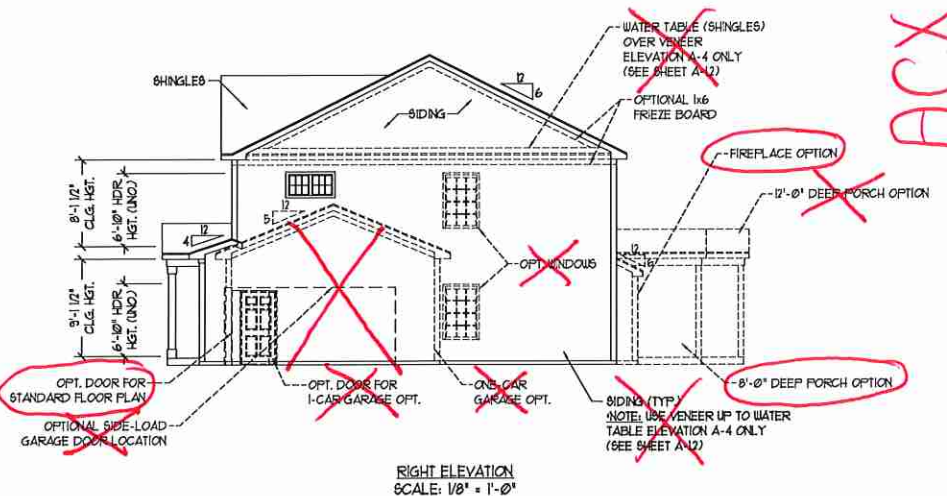 WATER TABLE (SHINGLES)
OVER VENEER
ELEVATION A-4 ONLY
(SEE SHEET A-12)
SHINGLES
12
6
SIDING
OPTIONAL 1x6
FRIEZE BOARD
FIREPLACE OPTION
12'-0" DEEP PORCH OPTION
8'-1 1/2"
CLG. HGT.
6'-10" HDR
HGT. (UNO.)
12
5
12
4
OPT. WINDOWS
12
6
9'-1 1/2"
CLG. HGT.
6'-10" HDR
HGT. (UNO.)
OPT. DOOR FOR
STANDARD FLOOR PLAN
OPT. DOOR FOR
1-CAR GARAGE OPT.
ONE-CAR
GARAGE OPT.
8'-0" DEEP PORCH OPTION
OPTIONAL SIDE-LOAD
GARAGE DOOR LOCATION
SIDING (TYP.)
NOTE: USE VENEER UP TO WATER
TABLE ELEVATION A-4 ONLY
(SEE SHEET A-12)
RIGHT ELEVATION
SCALE: 1/8" = 1'-0"